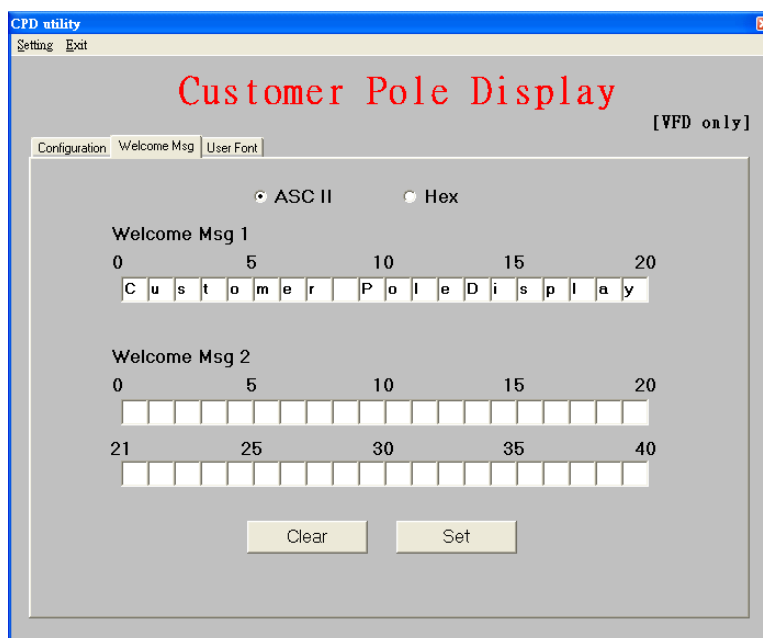 CPD utility
Setting Exit
Customer Pole Display
[VFD only]
Configuration Welcome Msg User Font
ASC II Hex
Welcome Msg 1
0 5 10 15 20
Customer PoleDisplay
Welcome Msg 2
0 5 10 15 20
21 25 30 35 40
Clear Set